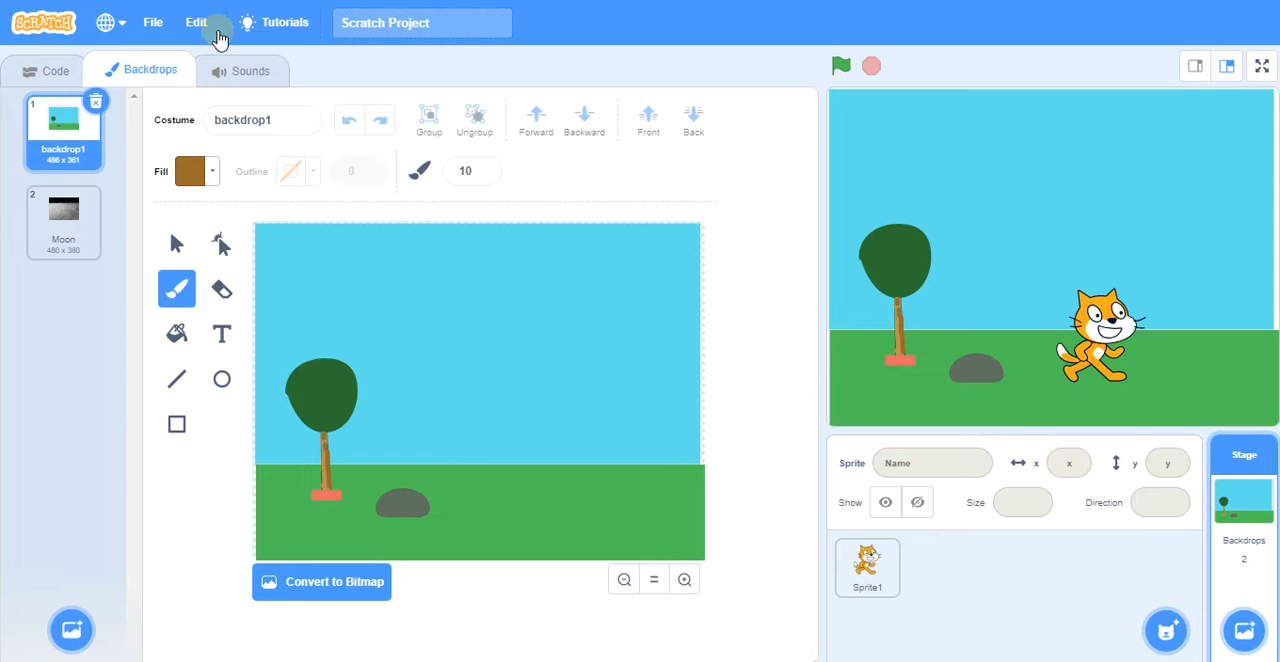 SCRATCH
File
Edit
Tutorials
Scratch Project
Code
Backdrops
Sounds
1
backdrop1
486 x 361
2
Moon
480 x 360
Costume
backdrop1
Group
Ungroup
Forward
Backward
Front
Back
Fill
Outline
0
10
T
Convert to Bitmap
Sprite
Name
x
x
y
y
Show
Size
Direction
Sprite1
Stage
Backdrops
2